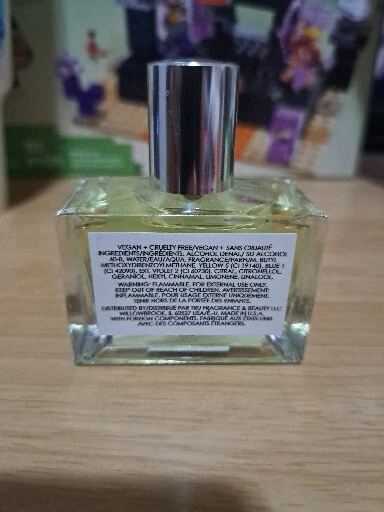 VEGAN + CRUELTY FREE/VEGAN + SANS CRUAUTÉ
INGREDIENTS/INGRÉDIENTS: ALCOHOL DENAT./ SD ALCOHOL
40-B, WATER/EAU/AQUA, FRAGRANCE/PARFUM, BUTYL
METHOXYDIBENZOYLMETHANE, YELLOW 5 (CI 19140), BLUE 1
(CI 42090), EXT. VIOLET 2 (CI 60730), CITRAL, CITRONELLOL,
GERANIOL, HEXYL CINNAMAL, LIMONENE, LINALOOL.
WARNING: FLAMMABLE. FOR EXTERNAL USE ONLY.
KEEP OUT OF REACH OF CHILDREN. AVERTISSEMENT:
INFLAMMABLE. POUR USAGE EXTERNE UNIQUEMENT.
TENIR HORS DE LA PORTÉE DES ENFANTS.
DISTRIBUTED BY/DISTRIBUÉ PAR TRU FRAGRANCE & BEAUTY LLC
WILLOWBROOK, IL 60527 USA/É.-U. MADE IN U.S.A.
WITH FOREIGN COMPONENTS. FABRIQUÉ AUX ÉTATS-UNIS
AVEC DES COMPOSANTS ÉTRANGERS.